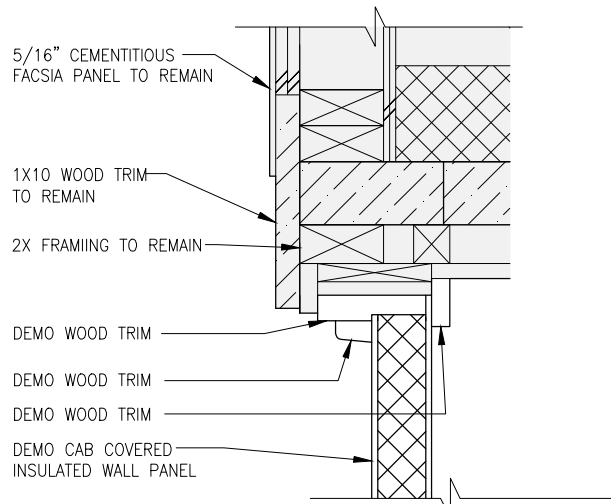 5/16" CEMENTITIOUS
FACSIA PANEL TO REMAIN
1X10 WOOD TRIM
TO REMAIN
2X FRAMIING TO REMAIN
DEMO WOOD TRIM
DEMO WOOD TRIM
DEMO WOOD TRIM
DEMO CAB COVERED
INSULATED WALL PANEL